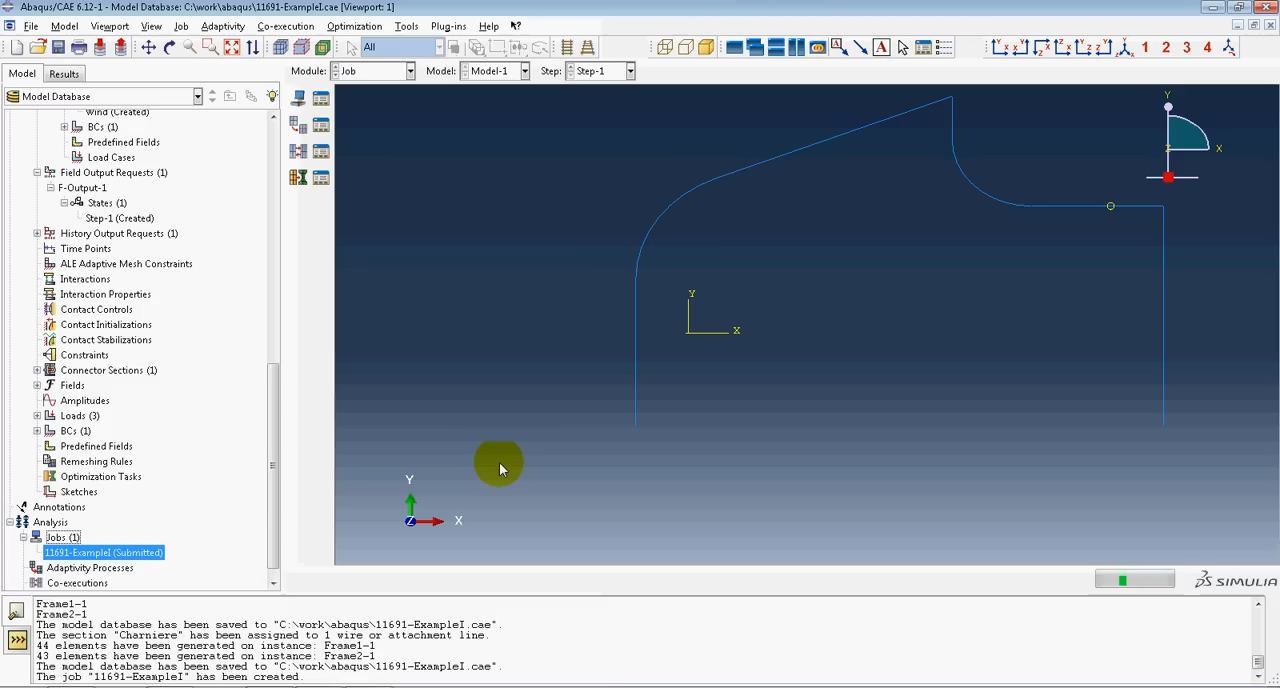 Abaqus/CAE 6.12-1 - Model Database: C:\work\abaqus\11691-ExampleI.cae [Viewport: 1]
File Model Viewport View Job Adaptivity Co-execution Optimization Tools Plug-ins Help
All
1 2 3 4
Model Results
Module: Job Model: Model-1 Step: Step-1
Model Database
Wind (Created)
BCs (1)
Predefined Fields
Load Cases
Field Output Requests (1)
F-Output-1
States (1)
Step-1 (Created)
History Output Requests (1)
Time Points
ALE Adaptive Mesh Constraints
Interactions
Interaction Properties
Contact Controls
Contact Initializations
Contact Stabilizations
Constraints
Connector Sections (1)
Fields
Amplitudes
Loads (3)
BCs (1)
Predefined Fields
Remeshing Rules
Optimization Tasks
Sketches
Annotations
Analysis
Jobs (1)
11691-ExampleI (Submitted)
Adaptivity Processes
Co-executions
Y
X
Z
Y
X
Y
X
Z
SIMULIA
Frame1-1
Frame2-1
The model database has been saved to "C:\work\abaqus\11691-ExampleI.cae".
The section "Charniere" has been assigned to 1 wire or attachment line.
44 elements have been generated on instance: Frame1-1
43 elements have been generated on instance: Frame2-1
The model database has been saved to "C:\work\abaqus\11691-ExampleI.cae".
The job "11691-ExampleI" has been created.